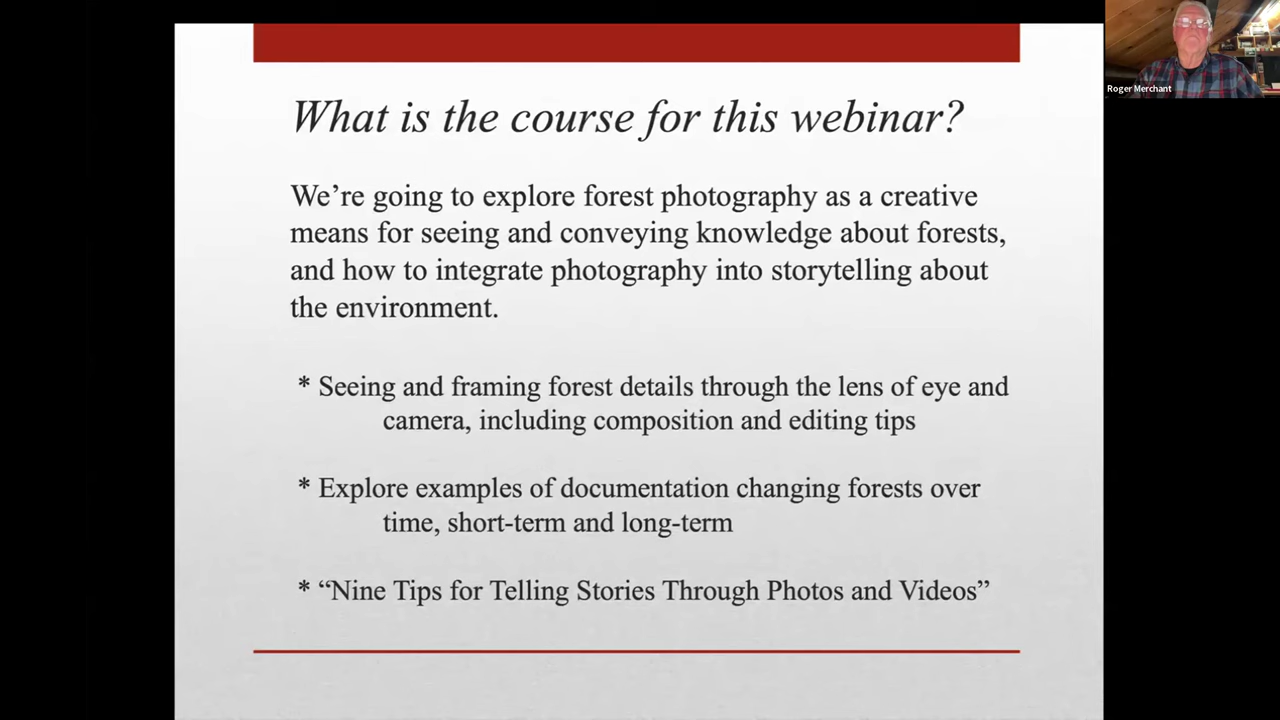 What is the course for this webinar?
We’re going to explore forest photography as a creative
means for seeing and conveying knowledge about forests,
and how to integrate photography into storytelling about
the environment.
* Seeing and framing forest details through the lens of eye and
camera, including composition and editing tips
* Explore examples of documentation changing forests over
time, short-term and long-term
* “Nine Tips for Telling Stories Through Photos and Videos”
Roger Merchant